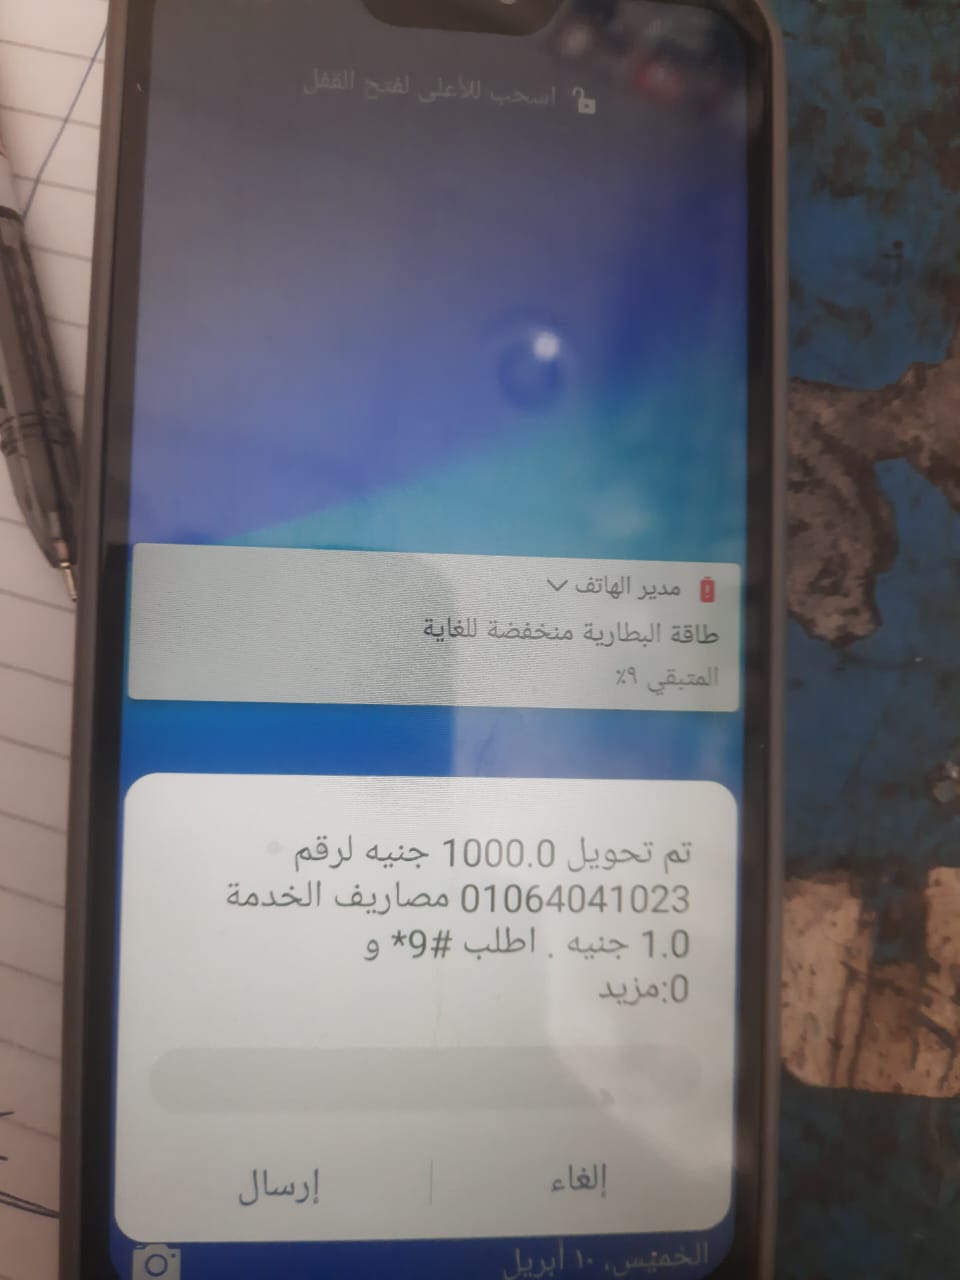 اسحب للأعلى لفتح القفل
مدير الهاتف
طاقة البطارية منخفضة للغاية
المتبقي ٩٪
تم تحويل 1000.0 جنيه لرقم
01064041023 مصاريف الخدمة
1.0 جنيه . اطلب #9* و
0:مزيد
إلغاء
إرسال
الخميس، ١٠ أبريل